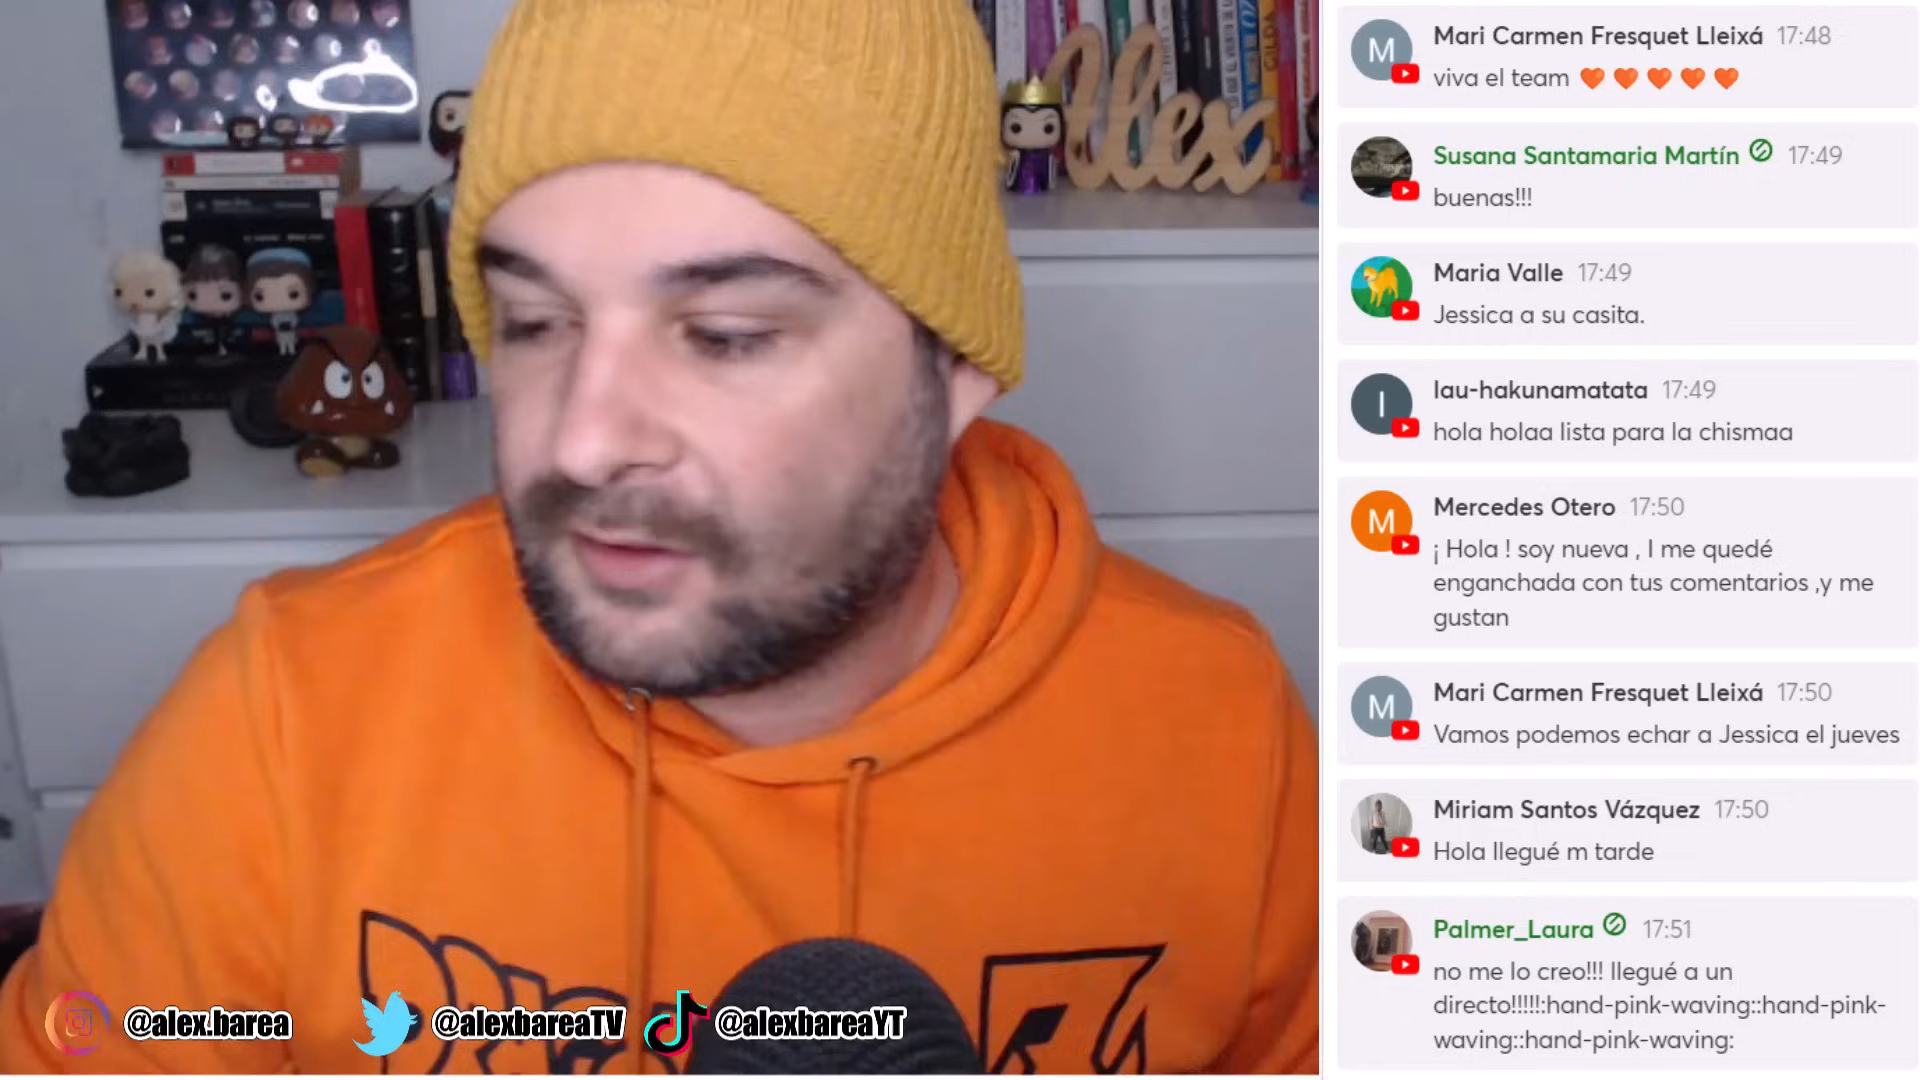 Alex
GILDA
@alex.barea
@alexbareaTV
@alexbareaYT
M
Mari Carmen Fresquet Lleixá 17:48
viva el team 🧡 🧡 🧡 🧡 🧡
Susana Santamaria Martín 17:49
buenas!!!
Maria Valle 17:49
Jessica a su casita.
l
lau-hakunamatata 17:49
hola holaa lista para la chismaa
M
Mercedes Otero 17:50
¡ Hola ! soy nueva , I me quedé
enganchada con tus comentarios ,y me
gustan
M
Mari Carmen Fresquet Lleixá 17:50
Vamos podemos echar a Jessica el jueves
Miriam Santos Vázquez 17:50
Hola llegué m tarde
Palmer_Laura 17:51
no me lo creo!!! llegué a un
directo!!!!!:hand-pink-waving::hand-pink-
waving::hand-pink-waving: